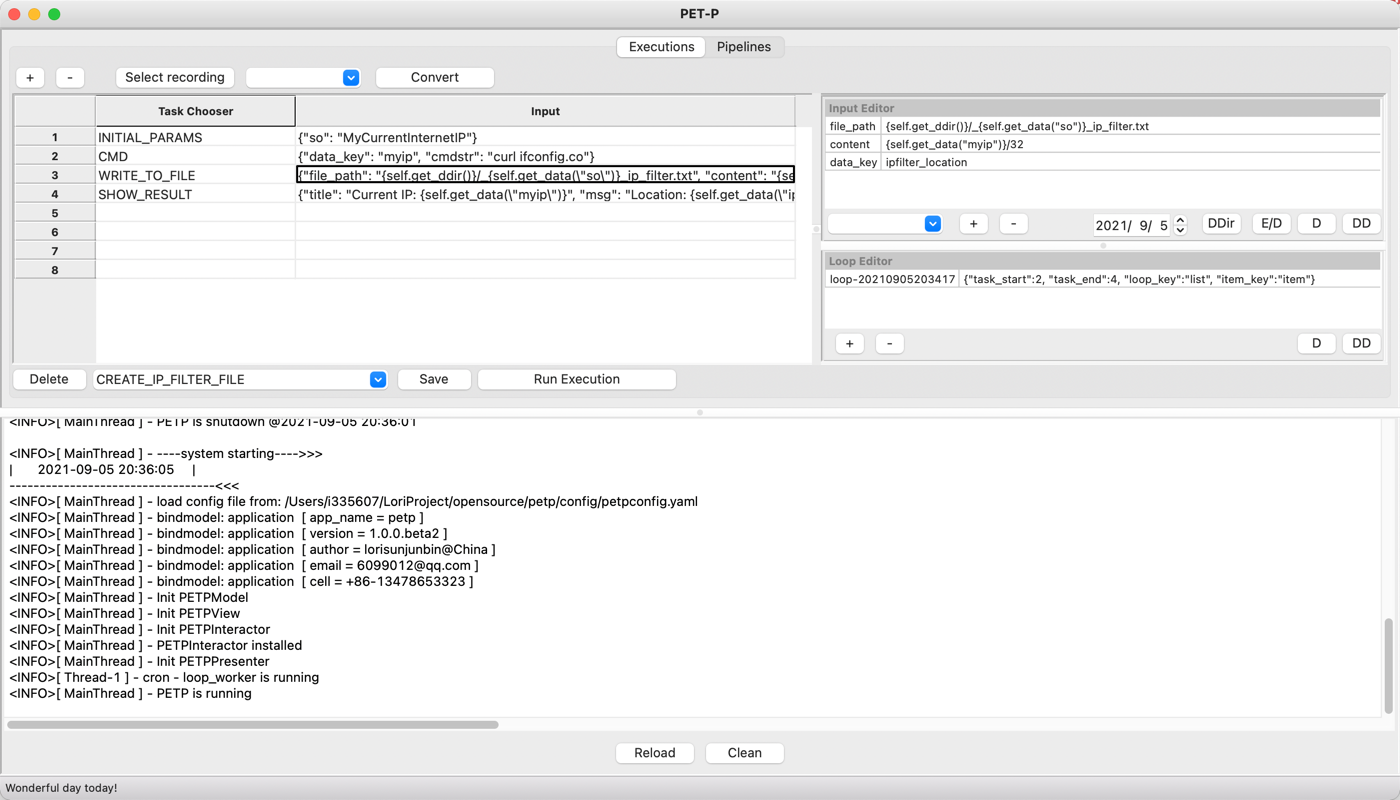 PET-P
Executions Pipelines
+ - Select recording Convert
Task Chooser Input
1 INITIAL_PARAMS {"so": "MyCurrentInternetIP"}
2 CMD {"data_key": "myip", "cmdstr": "curl ifconfig.co"}
3 WRITE_TO_FILE {"file_path": "{self.get_ddir()}/_{self.get_data(\"so\")}_ip_filter.txt", "content": "{se
4 SHOW_RESULT {"title": "Current IP: {self.get_data(\"myip\")}", "msg": "Location: {self.get_data(\"ip
5
6
7
8
Input Editor
file_path {self.get_ddir()}/_{self.get_data("so")}_ip_filter.txt
content {self.get_data("myip")}/32
data_key ipfilter_location
+ - 2021/ 9/ 5 DDir E/D D DD
Loop Editor
loop-20210905203417 {"task_start":2, "task_end":4, "loop_key":"list", "item_key":"item"}
+ - D DD
Delete CREATE_IP_FILTER_FILE Save Run Execution
<INFO>[ MainThread ] - PETP is shutdown @2021-09-05 20:36:01
<INFO>[ MainThread ] - ----system starting---->>>
| 2021-09-05 20:36:05 |
---------------------------------<<<
<INFO>[ MainThread ] - load config file from: /Users/i335607/LoriProject/opensource/petp/config/petpconfig.yaml
<INFO>[ MainThread ] - bindmodel: application [ app_name = petp ]
<INFO>[ MainThread ] - bindmodel: application [ version = 1.0.0.beta2 ]
<INFO>[ MainThread ] - bindmodel: application [ author = lorisunjunbin@China ]
<INFO>[ MainThread ] - bindmodel: application [ email = 6099012@qq.com ]
<INFO>[ MainThread ] - bindmodel: application [ cell = +86-13478653323 ]
<INFO>[ MainThread ] - Init PETPModel
<INFO>[ MainThread ] - Init PETPView
<INFO>[ MainThread ] - Init PETPInteractor
<INFO>[ MainThread ] - PETPInteractor installed
<INFO>[ MainThread ] - Init PETPPresenter
<INFO>[ Thread-1 ] - cron - loop_worker is running
<INFO>[ MainThread ] - PETP is running
Reload Clean
Wonderful day today!